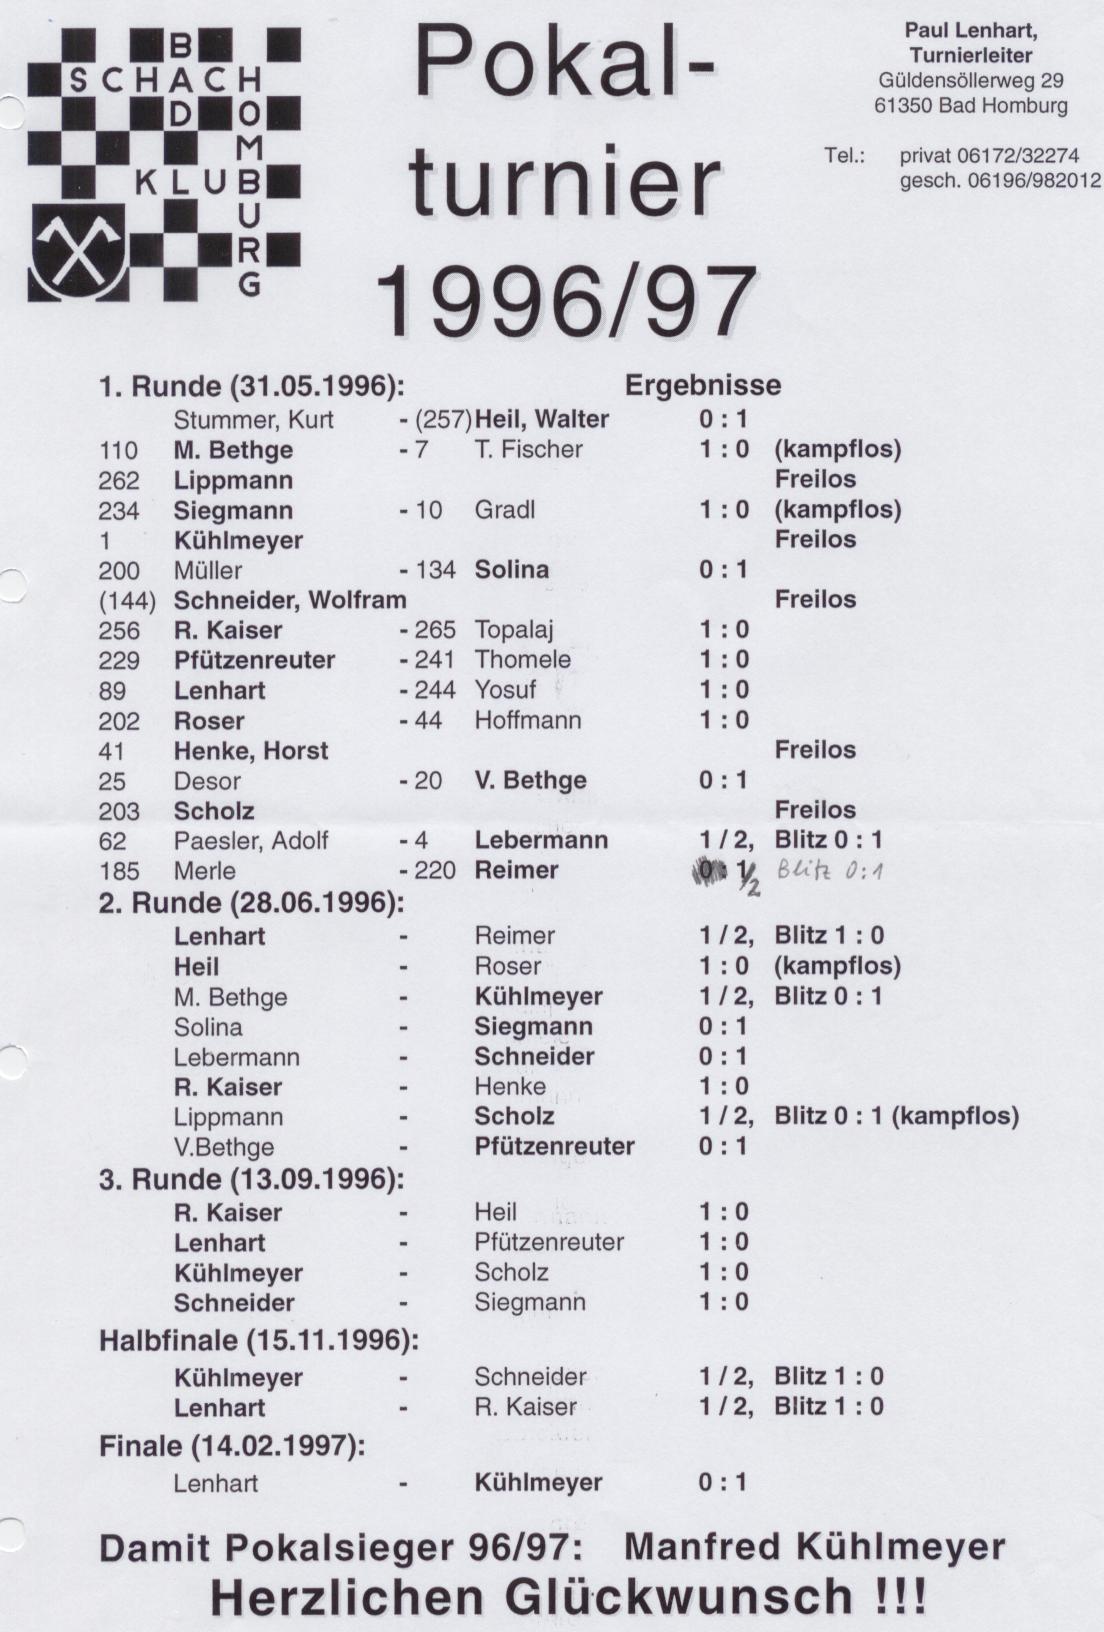 BAD
SCHACH
HOMBURG
KLUB
Pokal-
turnier
1996/97
Paul Lenhart,
Turnierleiter
Güldensöllerweg 29
61350 Bad Homburg
Tel.: privat 06172/32274
gesch. 06196/982012
1. Runde (31.05.1996): Ergebnisse
Stummer, Kurt - (257) Heil, Walter 0 : 1
110 M. Bethge - 7 T. Fischer 1 : 0 (kampflos)
262 Lippmann Freilos
234 Siegmann - 10 Gradl 1 : 0 (kampflos)
1 Kühlmeyer Freilos
200 Müller - 134 Solina 0 : 1
(144) Schneider, Wolfram Freilos
256 R. Kaiser - 265 Topalaj 1 : 0
229 Pfützenreuter - 241 Thomele 1 : 0
89 Lenhart - 244 Yosuf 1 : 0
202 Roser - 44 Hoffmann 1 : 0
41 Henke, Horst Freilos
25 Desor - 20 V. Bethge 0 : 1
203 Scholz Freilos
62 Paesler, Adolf - 4 Lebermann 1 / 2, Blitz 0 : 1
185 Merle - 220 Reimer 0 : 1/2 Blitz 0:1
2. Runde (28.06.1996):
Lenhart - Reimer 1 / 2, Blitz 1 : 0
Heil - Roser 1 : 0 (kampflos)
M. Bethge - Kühlmeyer 1 / 2, Blitz 0 : 1
Solina - Siegmann 0 : 1
Lebermann - Schneider 0 : 1
R. Kaiser - Henke 1 : 0
Lippmann - Scholz 1 / 2, Blitz 0 : 1 (kampflos)
V.Bethge - Pfützenreuter 0 : 1
3. Runde (13.09.1996):
R. Kaiser - Heil 1 : 0
Lenhart - Pfützenreuter 1 : 0
Kühlmeyer - Scholz 1 : 0
Schneider - Siegmann 1 : 0
Halbfinale (15.11.1996):
Kühlmeyer - Schneider 1 / 2, Blitz 1 : 0
Lenhart - R. Kaiser 1 / 2, Blitz 1 : 0
Finale (14.02.1997):
Lenhart - Kühlmeyer 0 : 1
Damit Pokalsieger 96/97: Manfred Kühlmeyer
Herzlichen Glückwunsch !!!